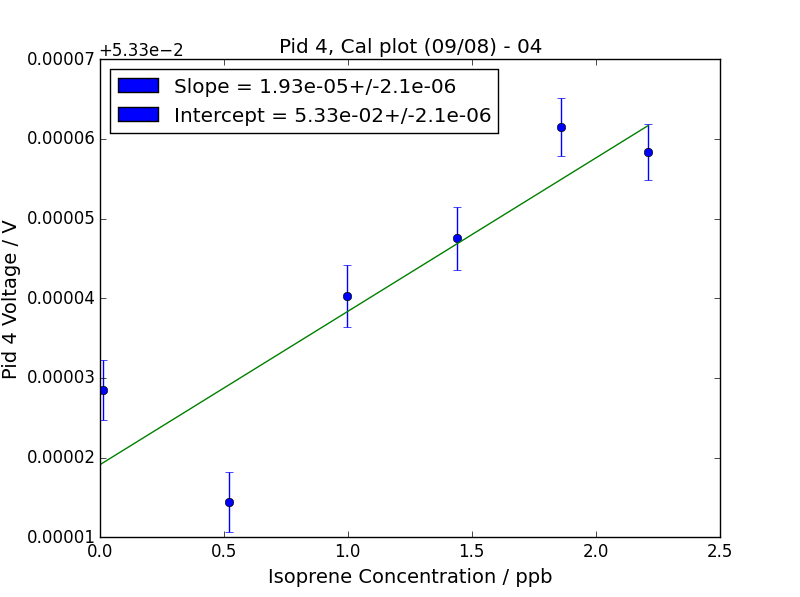 Pid 4, Cal plot (09/08) - 04
+5.33e−2
Slope = 1.93e-05+/-2.1e-06
Intercept = 5.33e-02+/-2.1e-06
0.00007
0.00006
0.00005
0.00004
0.00003
0.00002
0.00001
Pid 4 Voltage / V
0.0 0.5 1.0 1.5 2.0 2.5
Isoprene Concentration / ppb